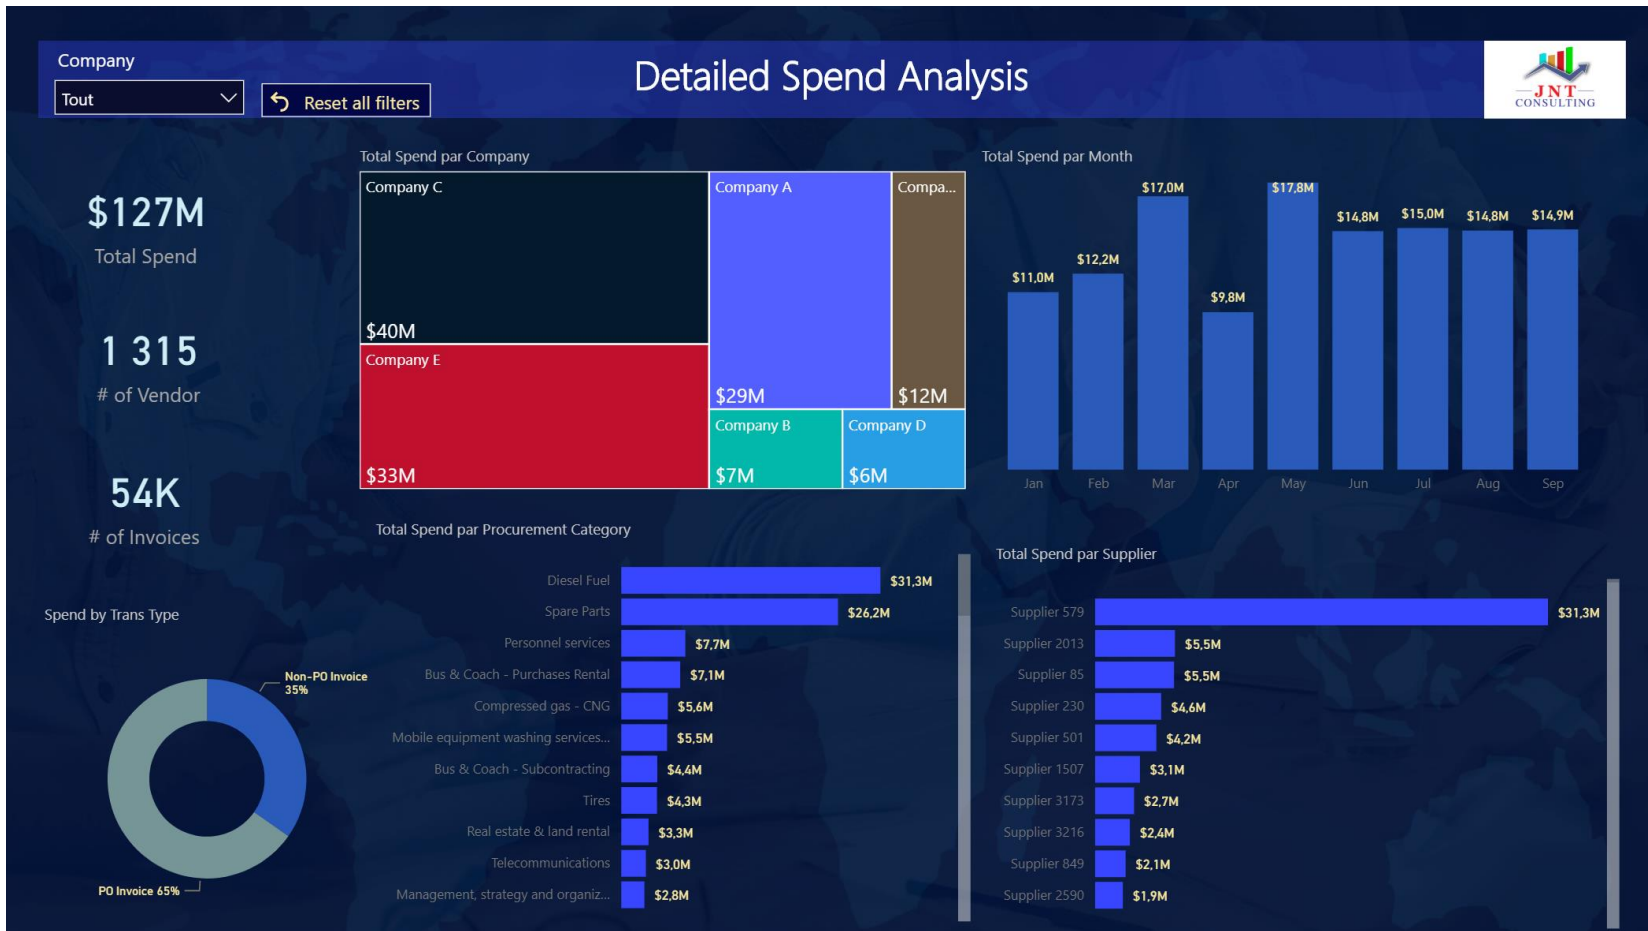 Company
Tout
Reset all filters
Detailed Spend Analysis
JNT
CONSULTING
$127M
Total Spend
1 315
# of Vendor
54K
# of Invoices
Spend by Trans Type
Non-PO Invoice
35%
PO Invoice 65%
Total Spend par Company
Company C
$40M
Company E
$33M
Company A
$29M
Compa...
$12M
Company B
$7M
Company D
$6M
Total Spend par Month
$11,0M
$12,2M
$17,0M
$9,8M
$17,8M
$14,8M
$15,0M
$14,8M
$14,9M
Jan
Feb
Mar
Apr
May
Jun
Jul
Aug
Sep
Total Spend par Procurement Category
Diesel Fuel $31,3M
Spare Parts $26,2M
Personnel services $7,7M
Bus & Coach - Purchases Rental $7,1M
Compressed gas - CNG $5,6M
Mobile equipment washing services... $5,5M
Bus & Coach - Subcontracting $4,4M
Tires $4,3M
Real estate & land rental $3,3M
Telecommunications $3,0M
Management, strategy and organiz... $2,8M
Total Spend par Supplier
Supplier 579 $31,3M
Supplier 2013 $5,5M
Supplier 85 $5,5M
Supplier 230 $4,6M
Supplier 501 $4,2M
Supplier 1507 $3,1M
Supplier 3173 $2,7M
Supplier 3216 $2,4M
Supplier 849 $2,1M
Supplier 2590 $1,9M